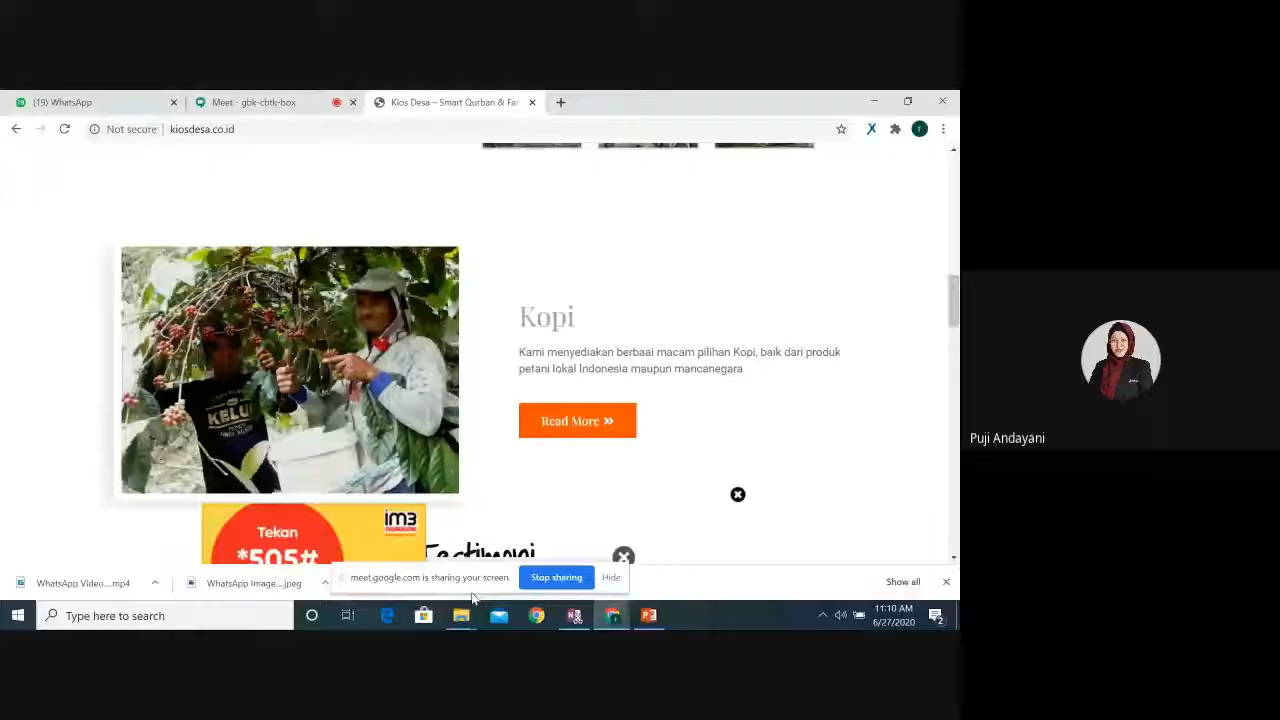 (19) WhatsApp
Meet - gbk-cbtk-box
Kios Desa – Smart Qurban & Fa
Not secure
kiosdesa.co.id
KELUD
Kopi
Kami menyediakan berbaai macam pilihan Kopi, baik dari produk
petani lokal Indonesia maupun mancanegara
Read More »
Puji Andayani
Tekan
*505#
im3
Testimoni
WhatsApp Video....mp4
WhatsApp Image....jpeg
meet.google.com is sharing your screen.
Stop sharing
Hide
Show all
Type here to search
11:10 AM
6/27/2020
2